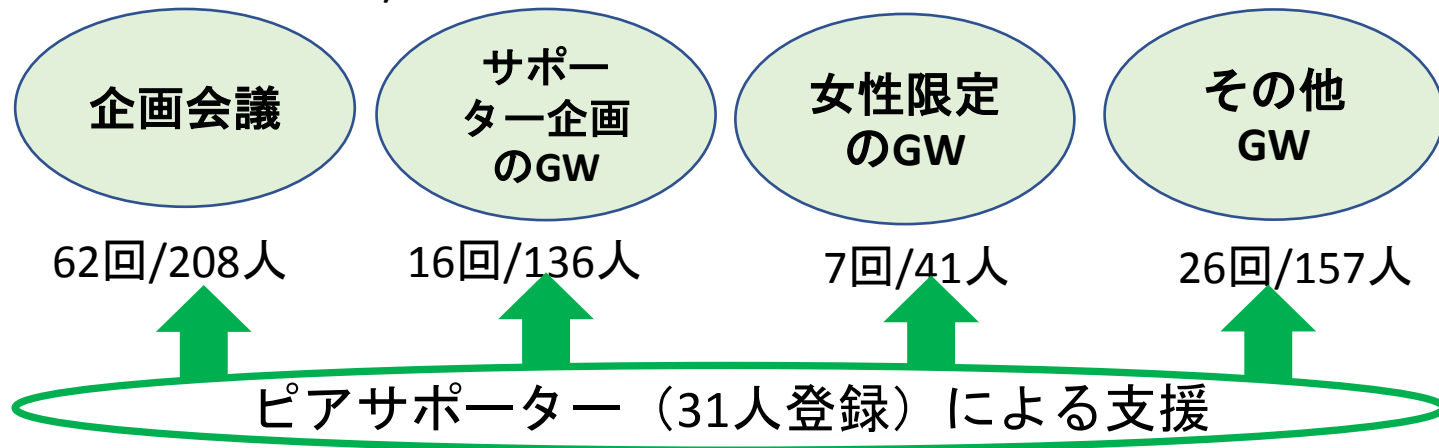 企画会議
サポー
ター企画
のGW
女性限定
のGW
その他
GW
62回/208人
16回/136人
7回/41人
26回/157人
ピアサポーター（31人登録）による支援